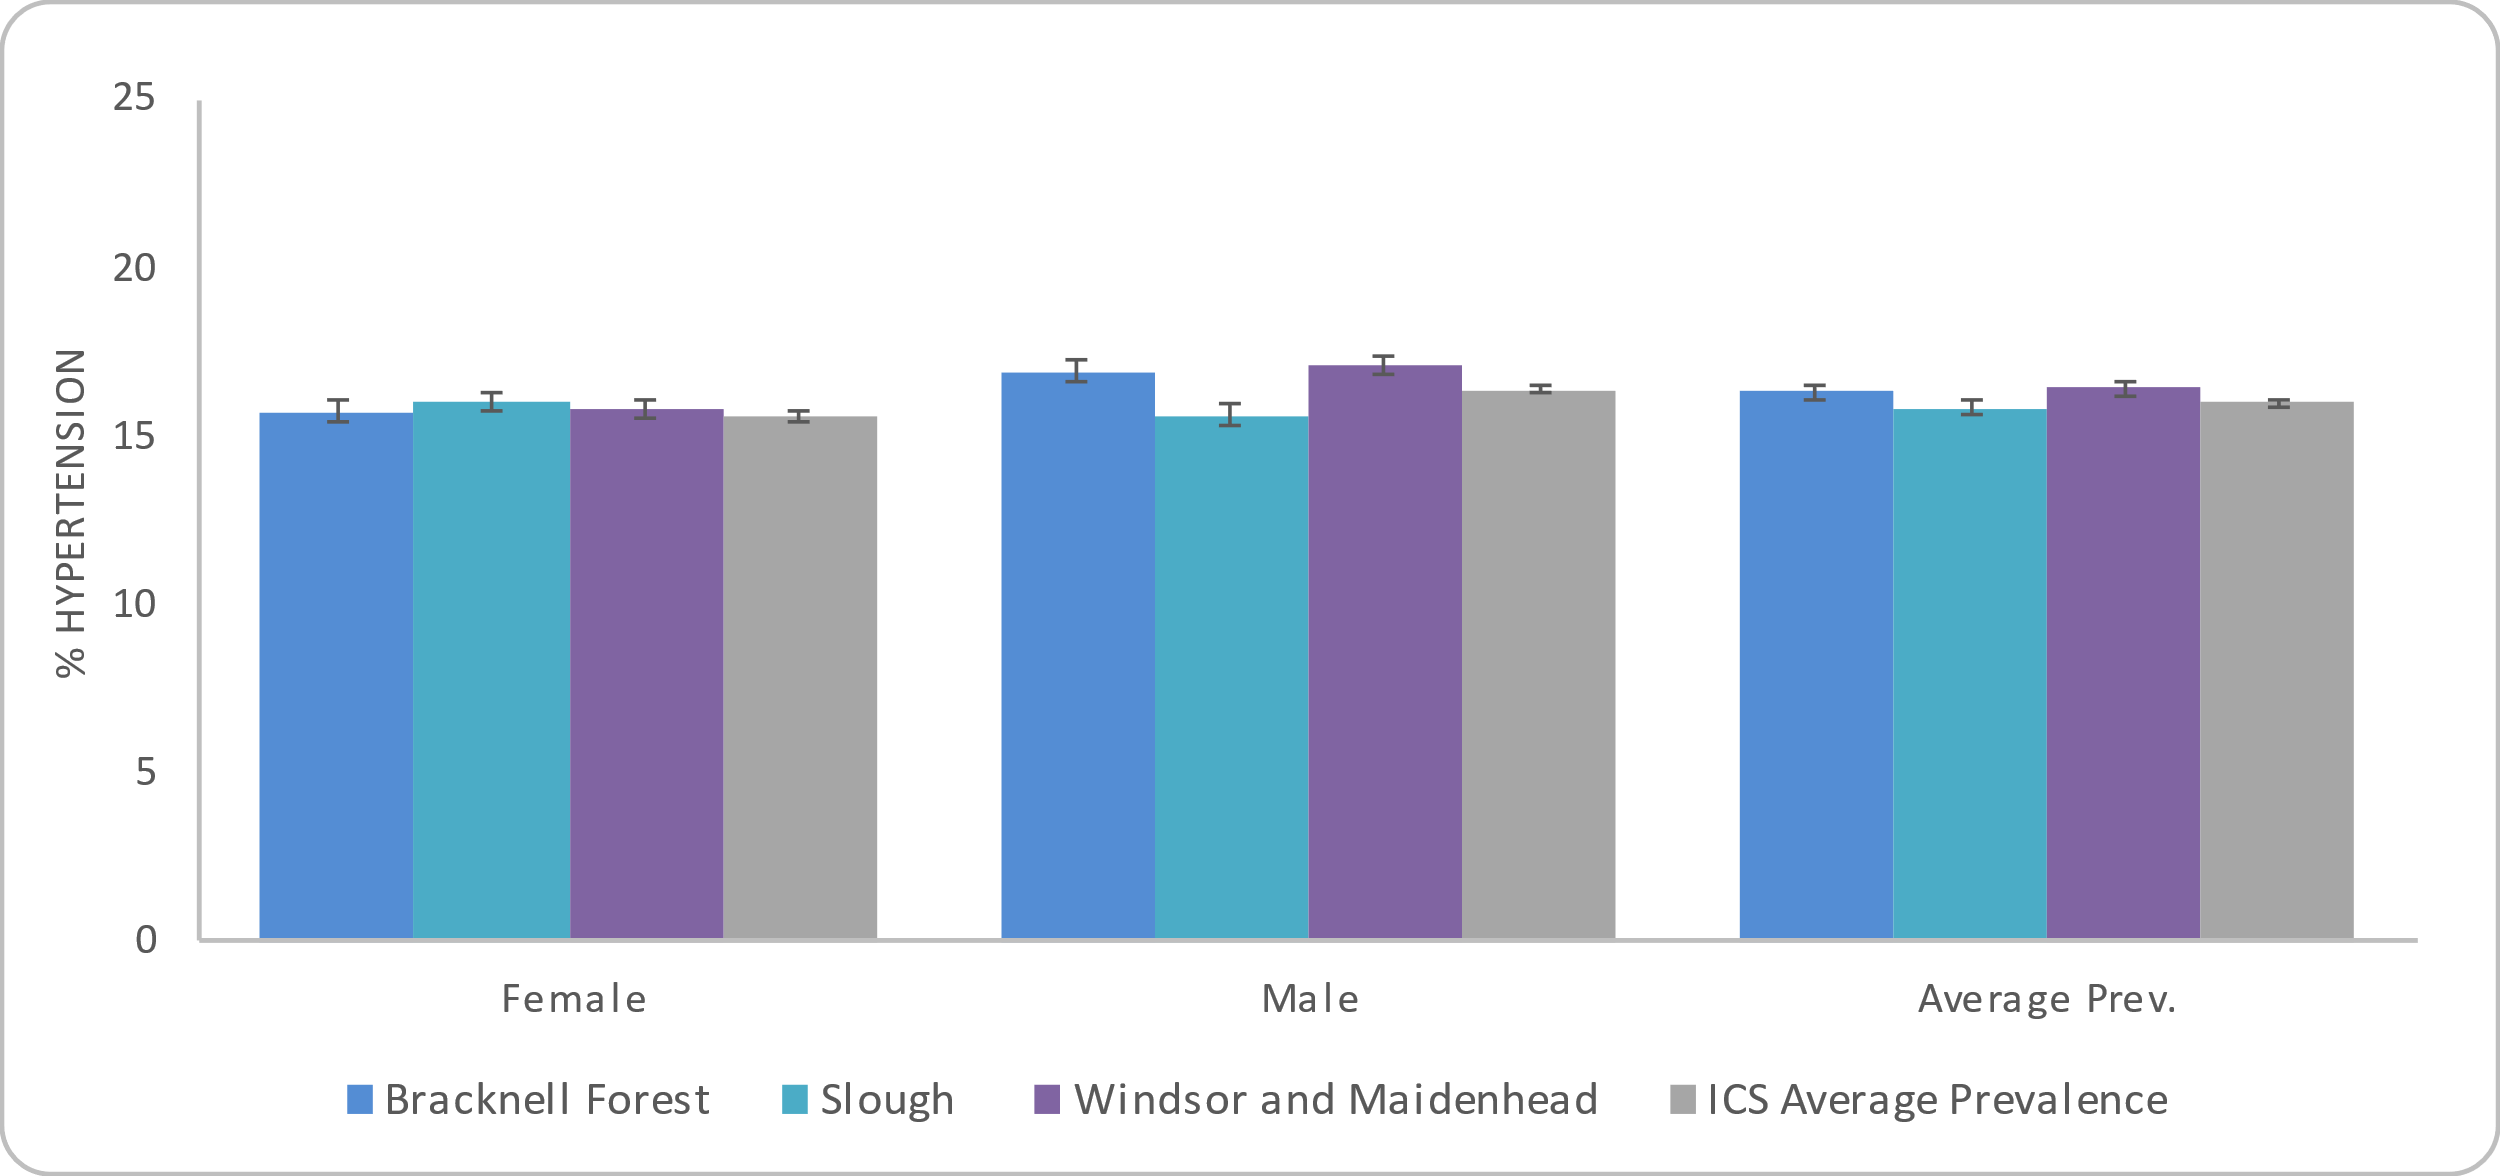 25
20
15
10
5
0
% HYPERTENSION
Female
Male
Average Prev.
Bracknell Forest
Slough
Windsor and Maidenhead
ICS Average Prevalence